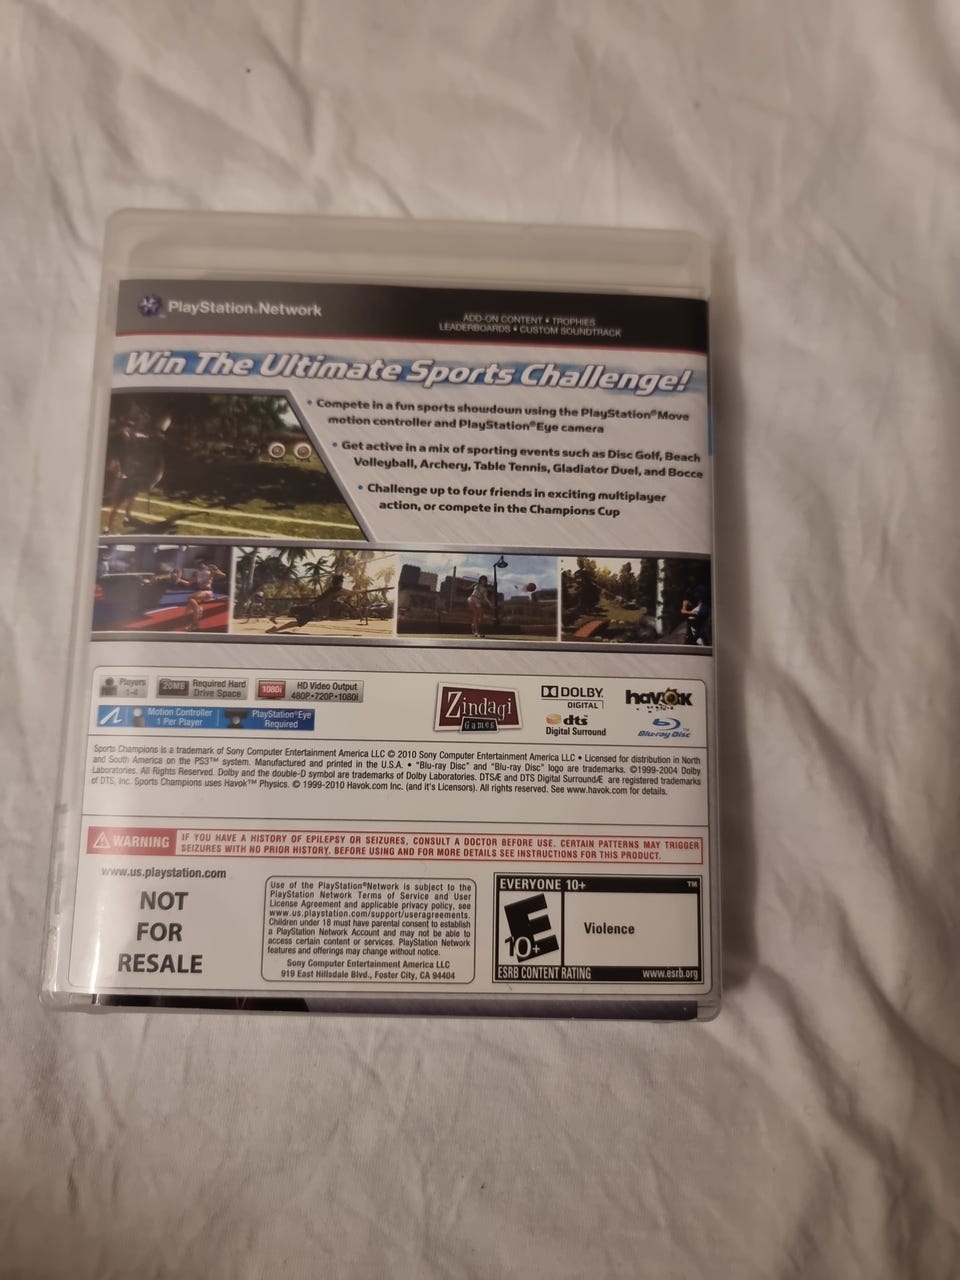 PlayStation®Network
ADD-ON CONTENT • TROPHIES
LEADERBOARDS • CUSTOM SOUNDTRACK
Win The Ultimate Sports Challenge!
• Compete in a fun sports showdown using the PlayStation®Move
motion controller and PlayStation®Eye camera
• Get active in a mix of sporting events such as Disc Golf, Beach
Volleyball, Archery, Table Tennis, Gladiator Duel, and Bocce
• Challenge up to four friends in exciting multiplayer
action, or compete in the Champions Cup
Players
1-4
20MB
Required Hard
Drive Space
1080i
HD Video Output
480P•720P•1080i
Motion Controller
1 Per Player
PlayStation®Eye
Required
Zindagi
Games
DOLBY
DIGITAL
dts
Digital Surround
havok
Blu-ray Disc
Sports Champions is a trademark of Sony Computer Entertainment America LLC © 2010 Sony Computer Entertainment America LLC • Licensed for distribution in North
and South America on the PS3™ system. Manufactured and printed in the U.S.A. • “Blu-ray Disc” and “Blu-ray Disc” logo are trademarks. ©1999-2004 Dolby
Laboratories. All Rights Reserved. Dolby and the double-D symbol are trademarks of Dolby Laboratories. DTSÆ and DTS Digital SurroundÆ are registered trademarks
of DTS, Inc. Sports Champions uses Havok™ Physics. © 1999-2010 Havok.com Inc. (and it's Licensors). All rights reserved. See www.havok.com for details.
WARNING
IF YOU HAVE A HISTORY OF EPILEPSY OR SEIZURES, CONSULT A DOCTOR BEFORE USE. CERTAIN PATTERNS MAY TRIGGER
SEIZURES WITH NO PRIOR HISTORY. BEFORE USING AND FOR MORE DETAILS SEE INSTRUCTIONS FOR THIS PRODUCT.
www.us.playstation.com
NOT
FOR
RESALE
Use of the PlayStation®Network is subject to the
PlayStation Network Terms of Service and User
License Agreement and applicable privacy policy, see
www.us.playstation.com/support/useragreements.
Children under 18 must have parental consent to establish
a PlayStation Network Account and may not be able to
access certain content or services. PlayStation Network
features and offerings may change without notice.
Sony Computer Entertainment America LLC
919 East Hillsdale Blvd., Foster City, CA 94404
EVERYONE 10+ ™
E
10+
Violence
ESRB CONTENT RATING www.esrb.org